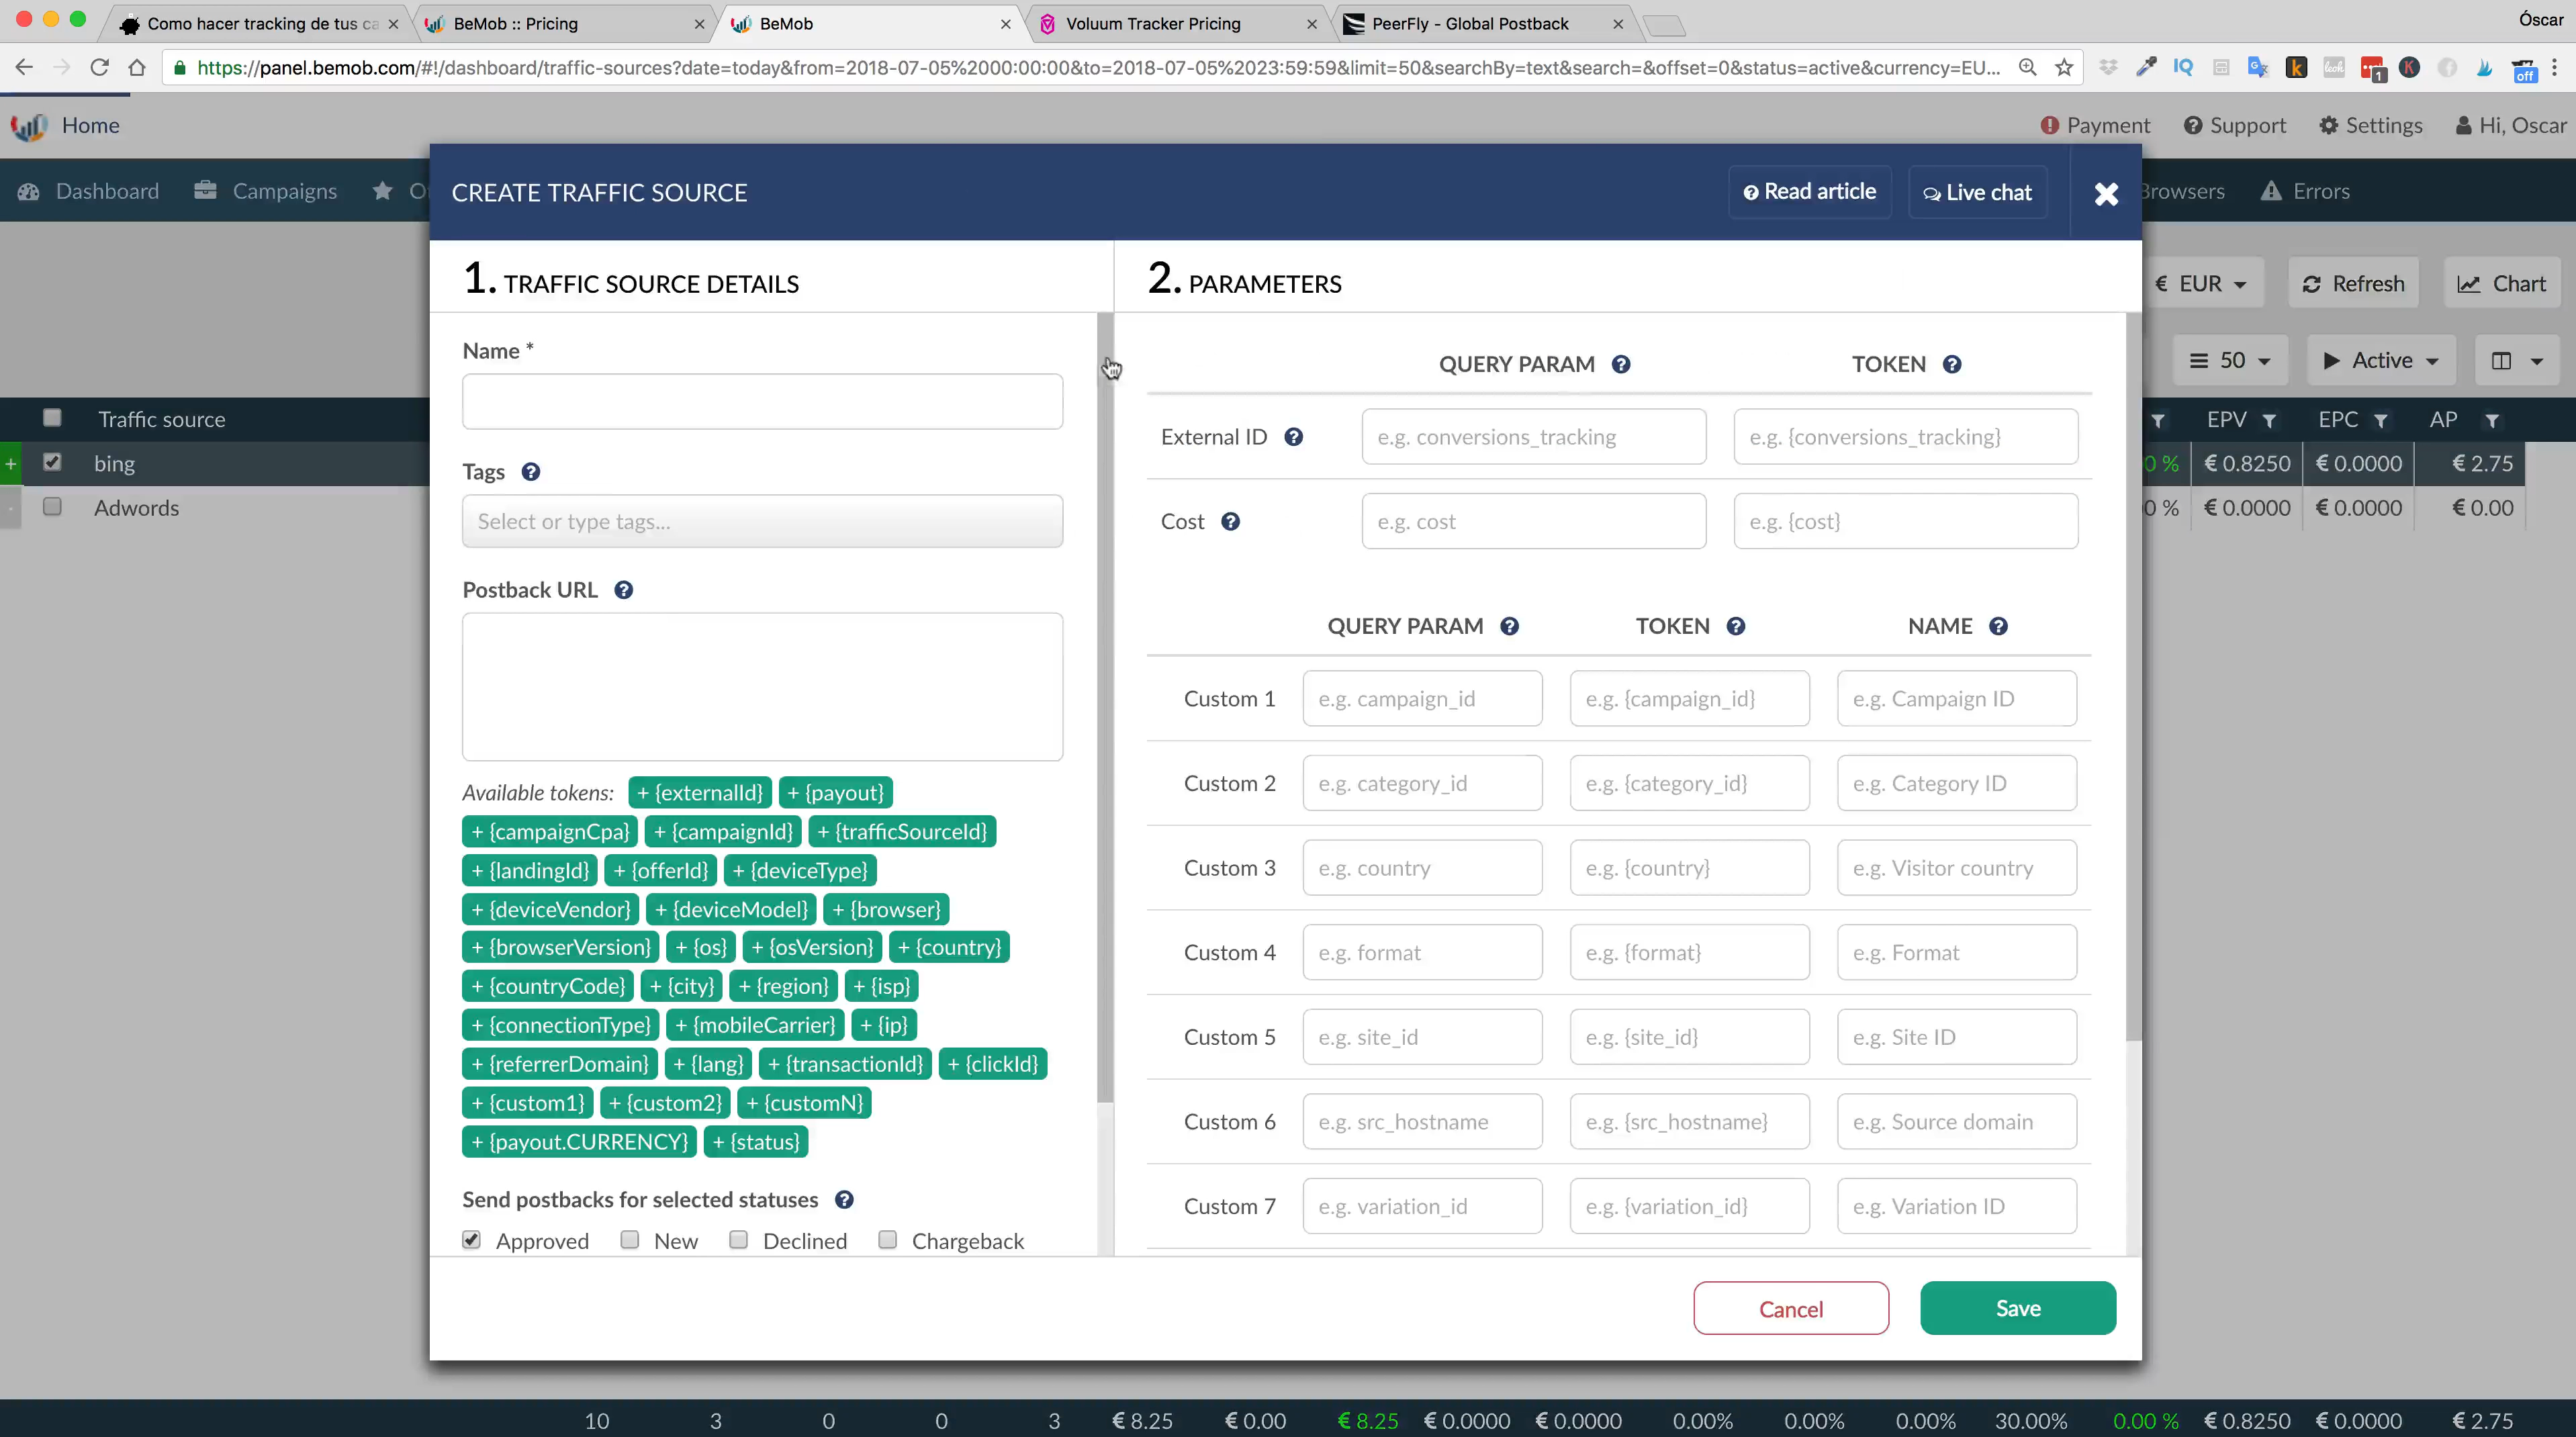 Como hacer tracking de tus ca
BeMob :: Pricing
BeMob
Voluum Tracker Pricing
PeerFly - Global Postback
Óscar
https://panel.bemob.com/#!/dashboard/traffic-sources?date=today&from=2018-07-05%2000:00:00&to=2018-07-05%2023:59:59&limit=50&searchBy=text&search=&offset=0&status=active&currency=EU...
IQ
1
off
Home
Payment
Support
Settings
Hi, Oscar
Dashboard
Campaigns
CREATE TRAFFIC SOURCE
Read article
Live chat
Browsers
Errors
1. TRAFFIC SOURCE DETAILS
2. PARAMETERS
€ EUR
Refresh
Chart
50
Active
Name *
QUERY PARAM
TOKEN
Traffic source
EPV
EPC
AP
External ID
e.g. conversions_tracking
e.g. {conversions_tracking}
bing
0 %
€ 0.8250
€ 0.0000
€ 2.75
Tags
Select or type tags...
Cost
e.g. cost
e.g. {cost}
Adwords
0 %
€ 0.0000
€ 0.0000
€ 0.00
Postback URL
QUERY PARAM
TOKEN
NAME
Custom 1
e.g. campaign_id
e.g. {campaign_id}
e.g. Campaign ID
Custom 2
e.g. category_id
e.g. {category_id}
e.g. Category ID
Custom 3
e.g. country
e.g. {country}
e.g. Visitor country
Custom 4
e.g. format
e.g. {format}
e.g. Format
Custom 5
e.g. site_id
e.g. {site_id}
e.g. Site ID
Custom 6
e.g. src_hostname
e.g. {src_hostname}
e.g. Source domain
Custom 7
e.g. variation_id
e.g. {variation_id}
e.g. Variation ID
Available tokens: + {externalId} + {payout}
+ {campaignCpa} + {campaignId} + {trafficSourceId}
+ {landingId} + {offerId} + {deviceType}
+ {deviceVendor} + {deviceModel} + {browser}
+ {browserVersion} + {os} + {osVersion} + {country}
+ {countryCode} + {city} + {region} + {isp}
+ {connectionType} + {mobileCarrier} + {ip}
+ {referrerDomain} + {lang} + {transactionId} + {clickId}
+ {custom1} + {custom2} + {customN}
+ {payout.CURRENCY} + {status}
Send postbacks for selected statuses
Approved
New
Declined
Chargeback
Cancel
Save
10
3
0
0
3
€ 8.25
€ 0.00
€ 8.25
€ 0.0000
€ 0.0000
0.00%
0.00%
0.00%
30.00%
0.00 %
€ 0.8250
€ 0.0000
€ 2.75